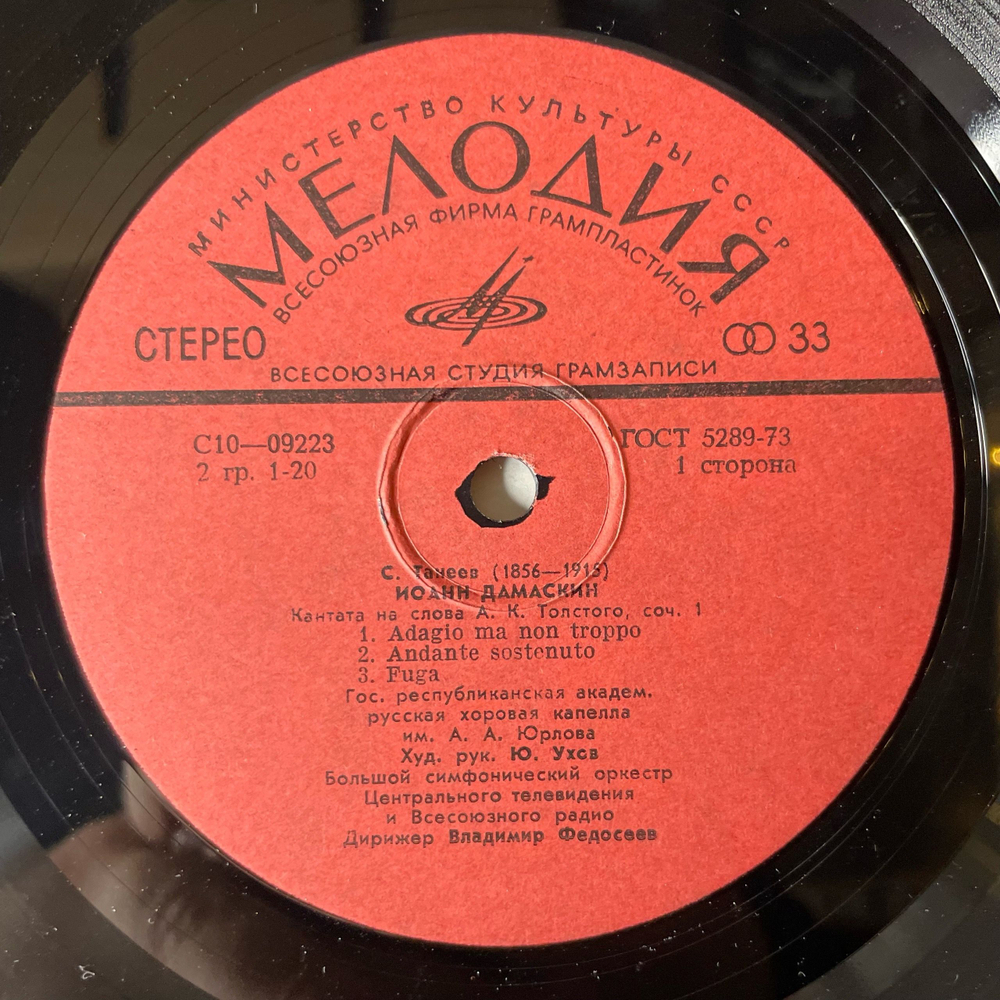 МИНИСТЕРСТВО КУЛЬТУРЫ СССР
МЕЛОДИЯ
ВСЕСОЮЗНАЯ ФИРМА ГРАМПЛАСТИНОК
СТЕРЕО
33
ВСЕСОЮЗНАЯ СТУДИЯ ГРАМЗАПИСИ
С10—09223
ГОСТ 5289-73
2 гр. 1-20
1 сторона
С. Танеев (1856—1915)
ИОАНН ДАМАСКИН
Кантата на слова А. К. Толстого, соч. 1
1. Adagio ma non troppo
2. Andante sostenuto
3. Fuga
Гос. республиканская академ.
русская хоровая капелла
им. А. А. Юрлова
Худ. рук. Ю. Ухов
Большой симфонический оркестр
Центрального телевидения
и Всесоюзного радио
Дирижер Владимир Федосеев